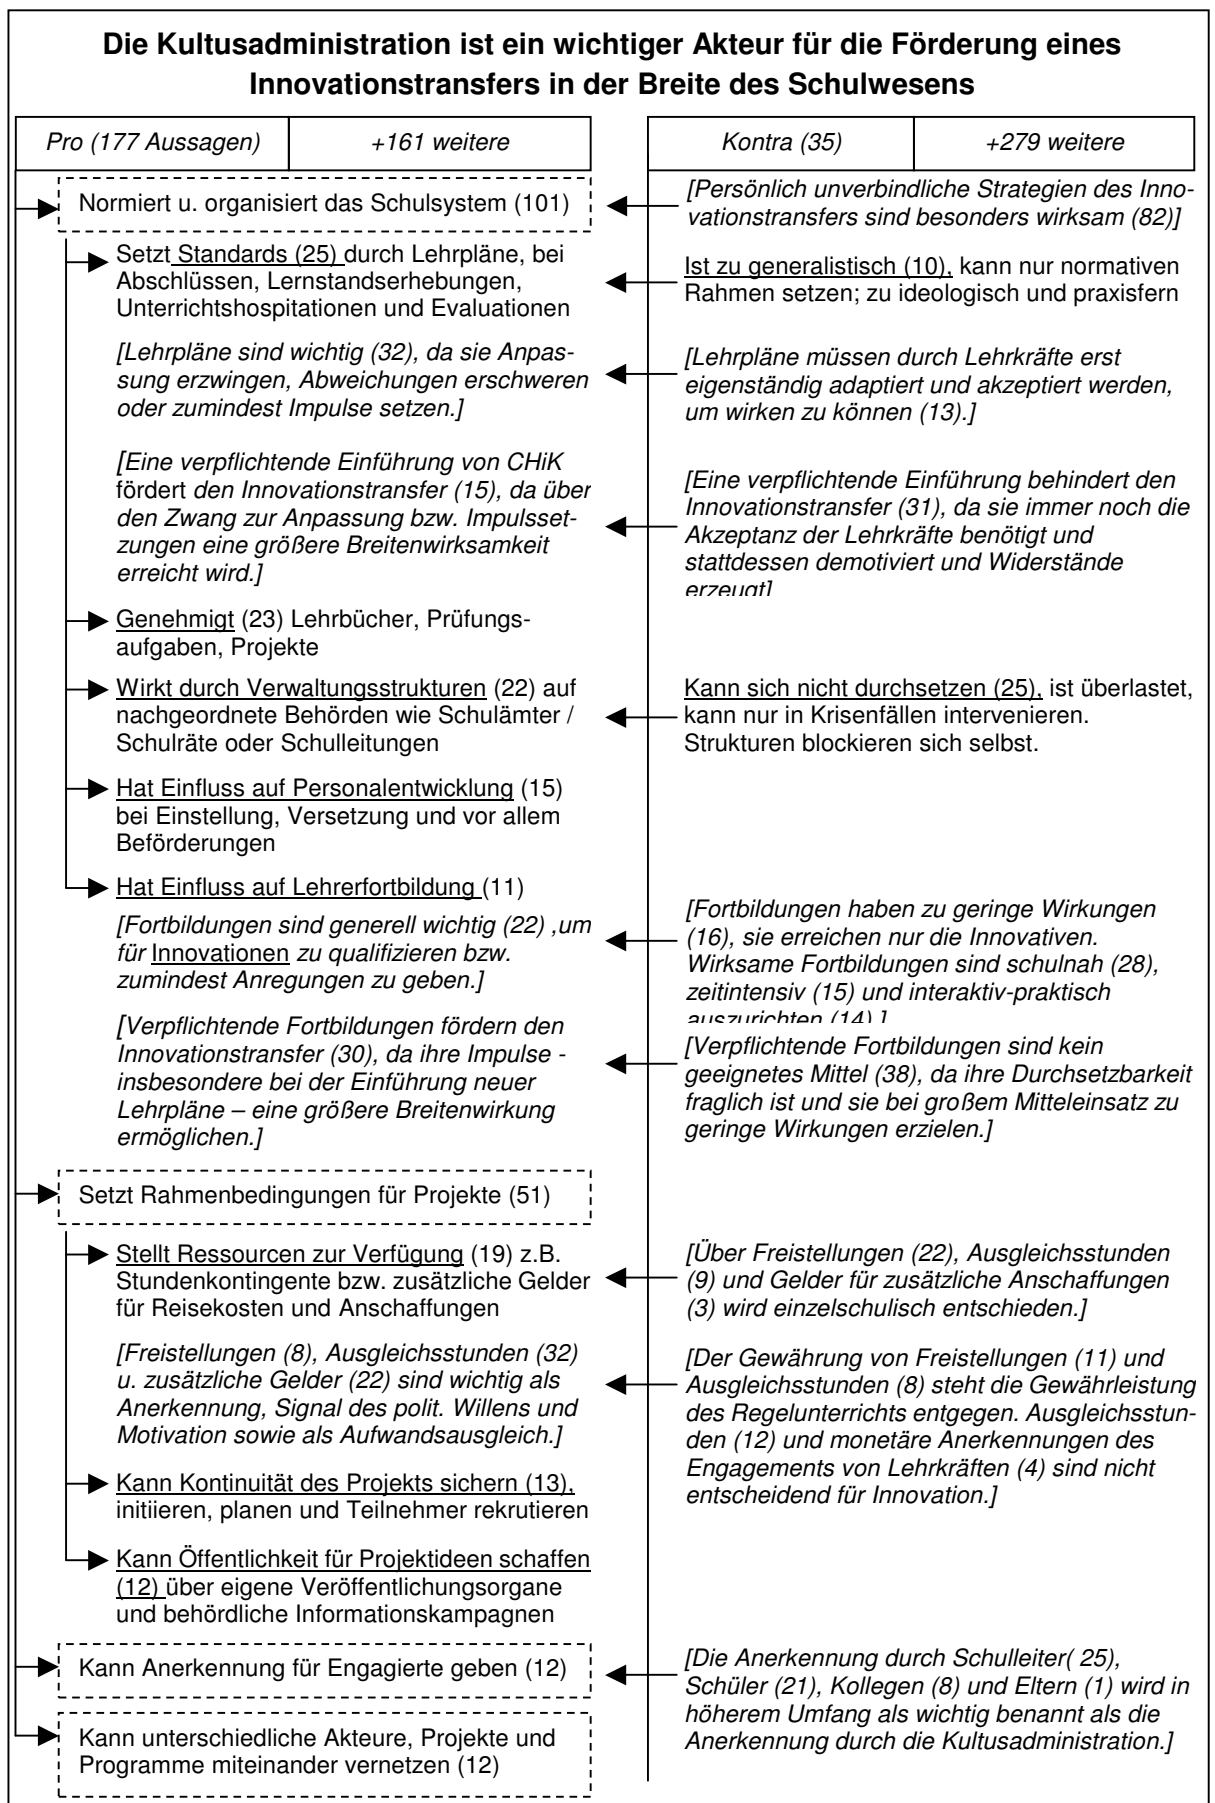 Die Kultusadministration ist ein wichtiger Akteur für die Förderung eines
Innovationstransfers in der Breite des Schulwesens
Pro (177 Aussagen)
+161 weitere
Kontra (35)
+279 weitere
Normiert u. organisiert das Schulsystem (101)
[Persönlich unverbindliche Strategien des Inno-
vationstransfers sind besonders wirksam (82)]
Setzt Standards (25) durch Lehrpläne, bei
Abschlüssen, Lernstandserhebungen,
Unterrichtshospitationen und Evaluationen
Ist zu generalistisch (10), kann nur normativen
Rahmen setzen; zu ideologisch und praxisfern
[Lehrpläne sind wichtig (32), da sie Anpas-
sung erzwingen, Abweichungen erschweren
oder zumindest Impulse setzen.]
[Lehrpläne müssen durch Lehrkräfte erst
eigenständig adaptiert und akzeptiert werden,
um wirken zu können (13).]
[Eine verpflichtende Einführung von CHiK
fördert den Innovationstransfer (15), da über
den Zwang zur Anpassung bzw. Impulsset-
zungen eine größere Breitenwirksamkeit
erreicht wird.]
[Eine verpflichtende Einführung behindert den
Innovationstransfer (31), da sie immer noch die
Akzeptanz der Lehrkräfte benötigt und
stattdessen demotiviert und Widerstände
erzeugt]
Genehmigt (23) Lehrbücher, Prüfungs-
aufgaben, Projekte
Wirkt durch Verwaltungsstrukturen (22) auf
nachgeordnete Behörden wie Schulämter /
Schulräte oder Schulleitungen
Kann sich nicht durchsetzen (25), ist überlastet,
kann nur in Krisenfällen intervenieren.
Strukturen blockieren sich selbst.
Hat Einfluss auf Personalentwicklung (15)
bei Einstellung, Versetzung und vor allem
Beförderungen
Hat Einfluss auf Lehrerfortbildung (11)
[Fortbildungen sind generell wichtig (22) ,um
für Innovationen zu qualifizieren bzw.
zumindest Anregungen zu geben.]
[Fortbildungen haben zu geringe Wirkungen
(16), sie erreichen nur die Innovativen.
Wirksame Fortbildungen sind schulnah (28),
zeitintensiv (15) und interaktiv-praktisch
auszurichten (14).]
[Verpflichtende Fortbildungen fördern den
Innovationstransfer (30), da ihre Impulse -
insbesondere bei der Einführung neuer
Lehrpläne – eine größere Breitenwirkung
ermöglichen.]
[Verpflichtende Fortbildungen sind kein
geeignetes Mittel (38), da ihre Durchsetzbarkeit
fraglich ist und sie bei großem Mitteleinsatz zu
geringe Wirkungen erzielen.]
Setzt Rahmenbedingungen für Projekte (51)
Stellt Ressourcen zur Verfügung (19) z.B.
Stundenkontingente bzw. zusätzliche Gelder
für Reisekosten und Anschaffungen
[Über Freistellungen (22), Ausgleichsstunden
(9) und Gelder für zusätzliche Anschaffungen
(3) wird einzelschulisch entschieden.]
[Freistellungen (8), Ausgleichsstunden (32)
u. zusätzliche Gelder (22) sind wichtig als
Anerkennung, Signal des polit. Willens und
Motivation sowie als Aufwandsausgleich.]
[Der Gewährung von Freistellungen (11) und
Ausgleichsstunden (8) steht die Gewährleistung
des Regelunterrichts entgegen. Ausgleichsstun-
den (12) und monetäre Anerkennungen des
Engagements von Lehrkräften (4) sind nicht
entscheidend für Innovation.]
Kann Kontinuität des Projekts sichern (13),
initiieren, planen und Teilnehmer rekrutieren
Kann Öffentlichkeit für Projektideen schaffen
(12) über eigene Veröffentlichungsorgane
und behördliche Informationskampagnen
Kann Anerkennung für Engagierte geben (12)
[Die Anerkennung durch Schulleiter( 25),
Schüler (21), Kollegen (8) und Eltern (1) wird in
höherem Umfang als wichtig benannt als die
Anerkennung durch die Kultusadministration.]
Kann unterschiedliche Akteure, Projekte und
Programme miteinander vernetzen (12)